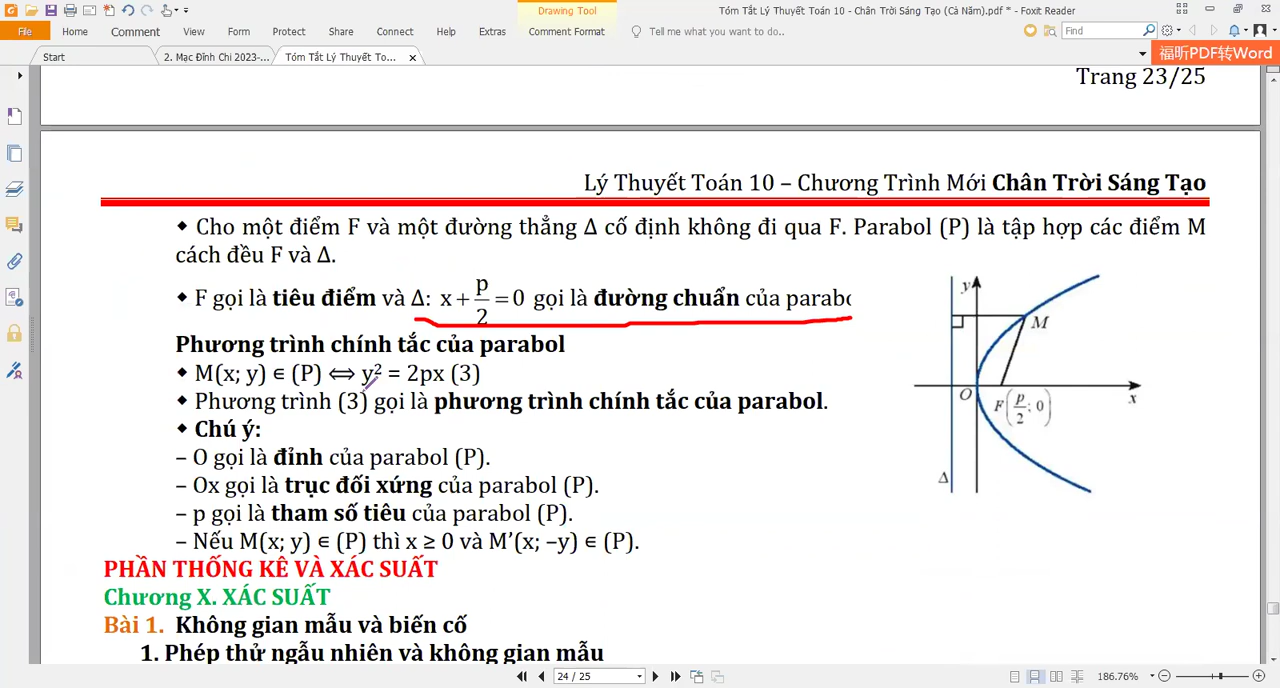 Drawing Tool
Tóm Tắt Lý Thuyết Toán 10 - Chân Trời Sáng Tạo (Cả Năm).pdf * - Foxit Reader
File Home Comment View Form Protect Share Connect Help Extras Comment Format Tell me what you want to do.. Find
Start 2. Mạc Đĩnh Chi 2023-... Tóm Tắt Lý Thuyết To...
福昕PDF转Word
Trang 23/25
Lý Thuyết Toán 10 – Chương Trình Mới Chân Trời Sáng Tạo
◆ Cho một điểm F và một đường thẳng Δ cố định không đi qua F. Parabol (P) là tập hợp các điểm M
cách đều F và Δ.
◆ F gọi là tiêu điểm và Δ: x + p/2 = 0 gọi là đường chuẩn của parabo
Phương trình chính tắc của parabol
◆ M(x; y) ∈ (P) ⟺ y² = 2px (3)
◆ Phương trình (3) gọi là phương trình chính tắc của parabol.
◆ Chú ý:
– O gọi là đỉnh của parabol (P).
– Ox gọi là trục đối xứng của parabol (P).
– p gọi là tham số tiêu của parabol (P).
– Nếu M(x; y) ∈ (P) thì x ≥ 0 và M’(x; –y) ∈ (P).
y
M
O
F(p/2; 0)
x
Δ
PHẦN THỐNG KÊ VÀ XÁC SUẤT
Chương X. XÁC SUẤT
Bài 1. Không gian mẫu và biến cố
1. Phép thử ngẫu nhiên và không gian mẫu
24 / 25
186.76%